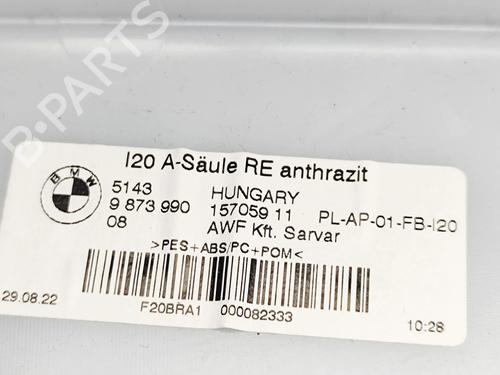 B-PARTS
I20 A-Säule RE anthrazit
BMW
5143 HUNGARY
9 873 990 15705911 PL-AP-01-FB-I20
08 AWF Kft. Sarvar
>PES+ABS/PC+POM<
29.08.22 F20BRA1 000082333 10:28